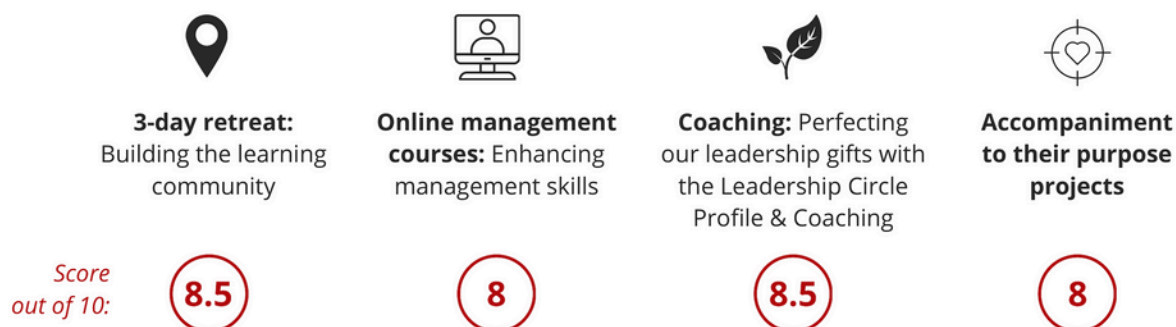 3-day retreat:
Building the learning
community
Online management
courses: Enhancing
management skills
Coaching: Perfecting
our leadership gifts with
the Leadership Circle
Profile & Coaching
Accompaniment
to their purpose
projects
Score
out of 10:
8.5
8
8.5
8